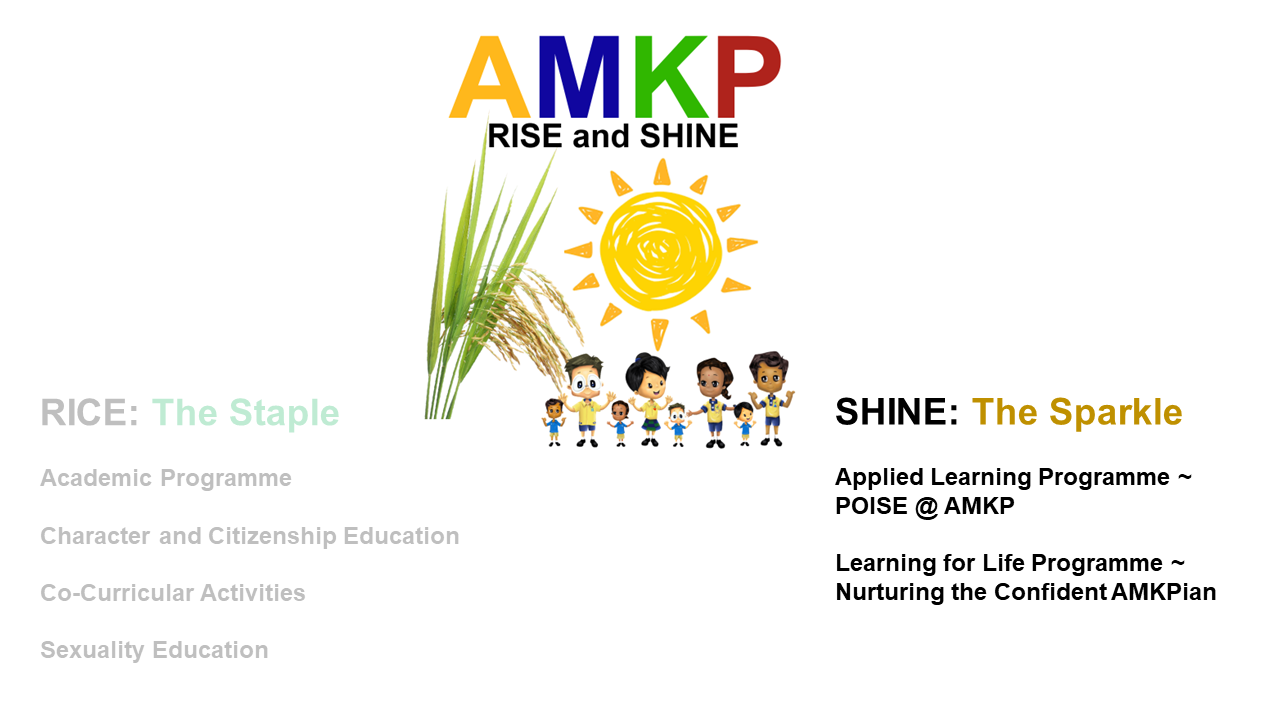 AMKP
RISE and SHINE
RICE: The Staple
Academic Programme
Character and Citizenship Education
Co-Curricular Activities
Sexuality Education
SHINE: The Sparkle
Applied Learning Programme ~
POISE @ AMKP
Learning for Life Programme ~
Nurturing the Confident AMKPian